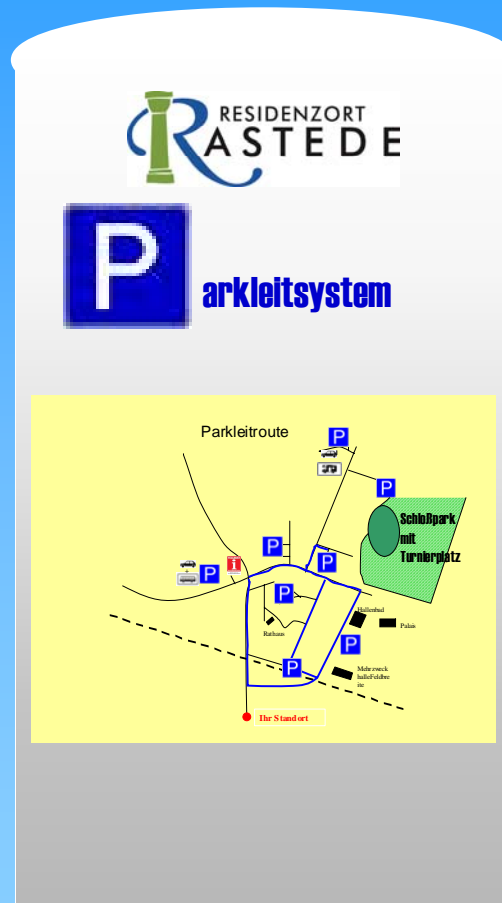 RESIDENZORT
RASTEDE
P
arkleitsystem
Parkleitroute
P
P
Schloßpark
mit
Turnierplatz
P
P
i
P
P
Hallenbad
Palais
Rathaus
P
P
Mehrzweck
halleFeldbre
ite
Ihr Standort